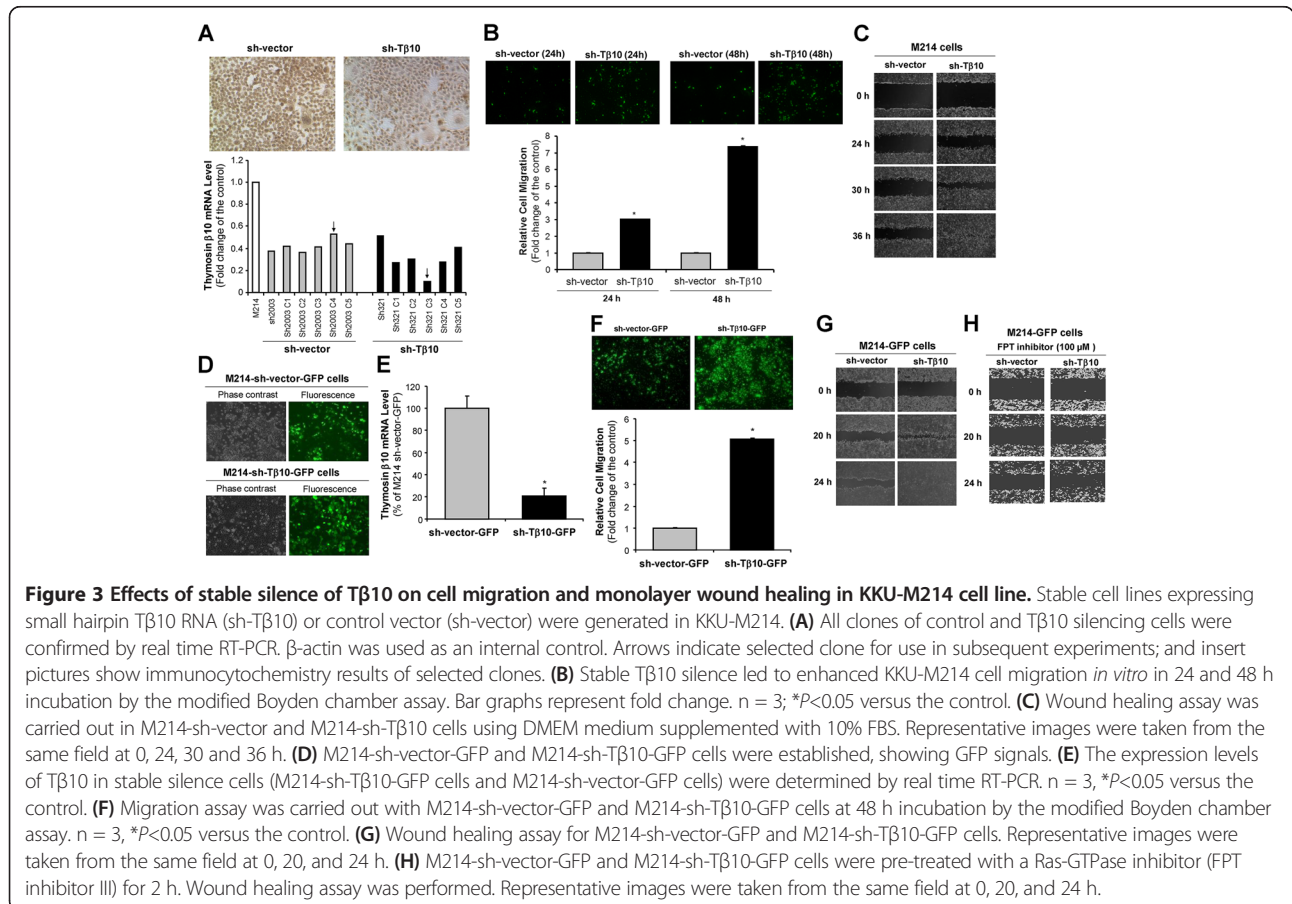 A
sh-vector
sh-Tβ10
Thymosin β10 mRNA Level
(Fold change of the control)
1.2
1.0
0.8
0.6
0.4
0.2
0
M214
sh2003
Sh2003 C1
Sh2003 C2
Sh2003 C3
Sh2003 C4
Sh2003 C5
Sh321
Sh321 C1
Sh321 C2
Sh321 C3
Sh321 C4
Sh321 C5
sh-vector
sh-Tβ10
B
sh-vector (24h)
sh-Tβ10 (24h)
sh-vector (48h)
sh-Tβ10 (48h)
Relative Cell Migration
(Fold change of the control)
8
7
6
5
4
3
2
1
0
*
*
sh-vector
sh-Tβ10
sh-vector
sh-Tβ10
24 h
48 h
C
M214 cells
sh-vector
sh-Tβ10
0 h
24 h
30 h
36 h
D
M214-sh-vector-GFP cells
Phase contrast
Fluorescence
M214-sh-Tβ10-GFP cells
Phase contrast
Fluorescence
E
Thymosin β10 mRNA Level
(% of M214 sh-vector-GFP)
120
100
80
60
40
20
0
*
sh-vector-GFP
sh-Tβ10-GFP
F
sh-vector-GFP
sh-Tβ10-GFP
Relative Cell Migration
(Fold change of the control)
6
5
4
3
2
1
0
*
sh-vector-GFP
sh-Tβ10-GFP
G
M214-GFP cells
sh-vector
sh-Tβ10
0 h
20 h
24 h
H
M214-GFP cells
FPT inhibitor (100 μM )
sh-vector
sh-Tβ10
0 h
20 h
24 h
Figure 3 Effects of stable silence of Tβ10 on cell migration and monolayer wound healing in KKU-M214 cell line. Stable cell lines expressing
small hairpin Tβ10 RNA (sh-Tβ10) or control vector (sh-vector) were generated in KKU-M214. (A) All clones of control and Tβ10 silencing cells were
confirmed by real time RT-PCR. β-actin was used as an internal control. Arrows indicate selected clone for use in subsequent experiments; and insert
pictures show immunocytochemistry results of selected clones. (B) Stable Tβ10 silence led to enhanced KKU-M214 cell migration in vitro in 24 and 48 h
incubation by the modified Boyden chamber assay. Bar graphs represent fold change. n = 3; *P<0.05 versus the control. (C) Wound healing assay was
carried out in M214-sh-vector and M214-sh-Tβ10 cells using DMEM medium supplemented with 10% FBS. Representative images were taken from the
same field at 0, 24, 30 and 36 h. (D) M214-sh-vector-GFP and M214-sh-Tβ10-GFP cells were established, showing GFP signals. (E) The expression levels
of Tβ10 in stable silence cells (M214-sh-Tβ10-GFP cells and M214-sh-vector-GFP cells) were determined by real time RT-PCR. n = 3, *P<0.05 versus the
control. (F) Migration assay was carried out with M214-sh-vector-GFP and M214-sh-Tβ10-GFP cells at 48 h incubation by the modified Boyden chamber
assay. n = 3, *P<0.05 versus the control. (G) Wound healing assay for M214-sh-vector-GFP and M214-sh-Tβ10-GFP cells. Representative images were
taken from the same field at 0, 20, and 24 h. (H) M214-sh-vector-GFP and M214-sh-Tβ10-GFP cells were pre-treated with a Ras-GTPase inhibitor (FPT
inhibitor III) for 2 h. Wound healing assay was performed. Representative images were taken from the same field at 0, 20, and 24 h.